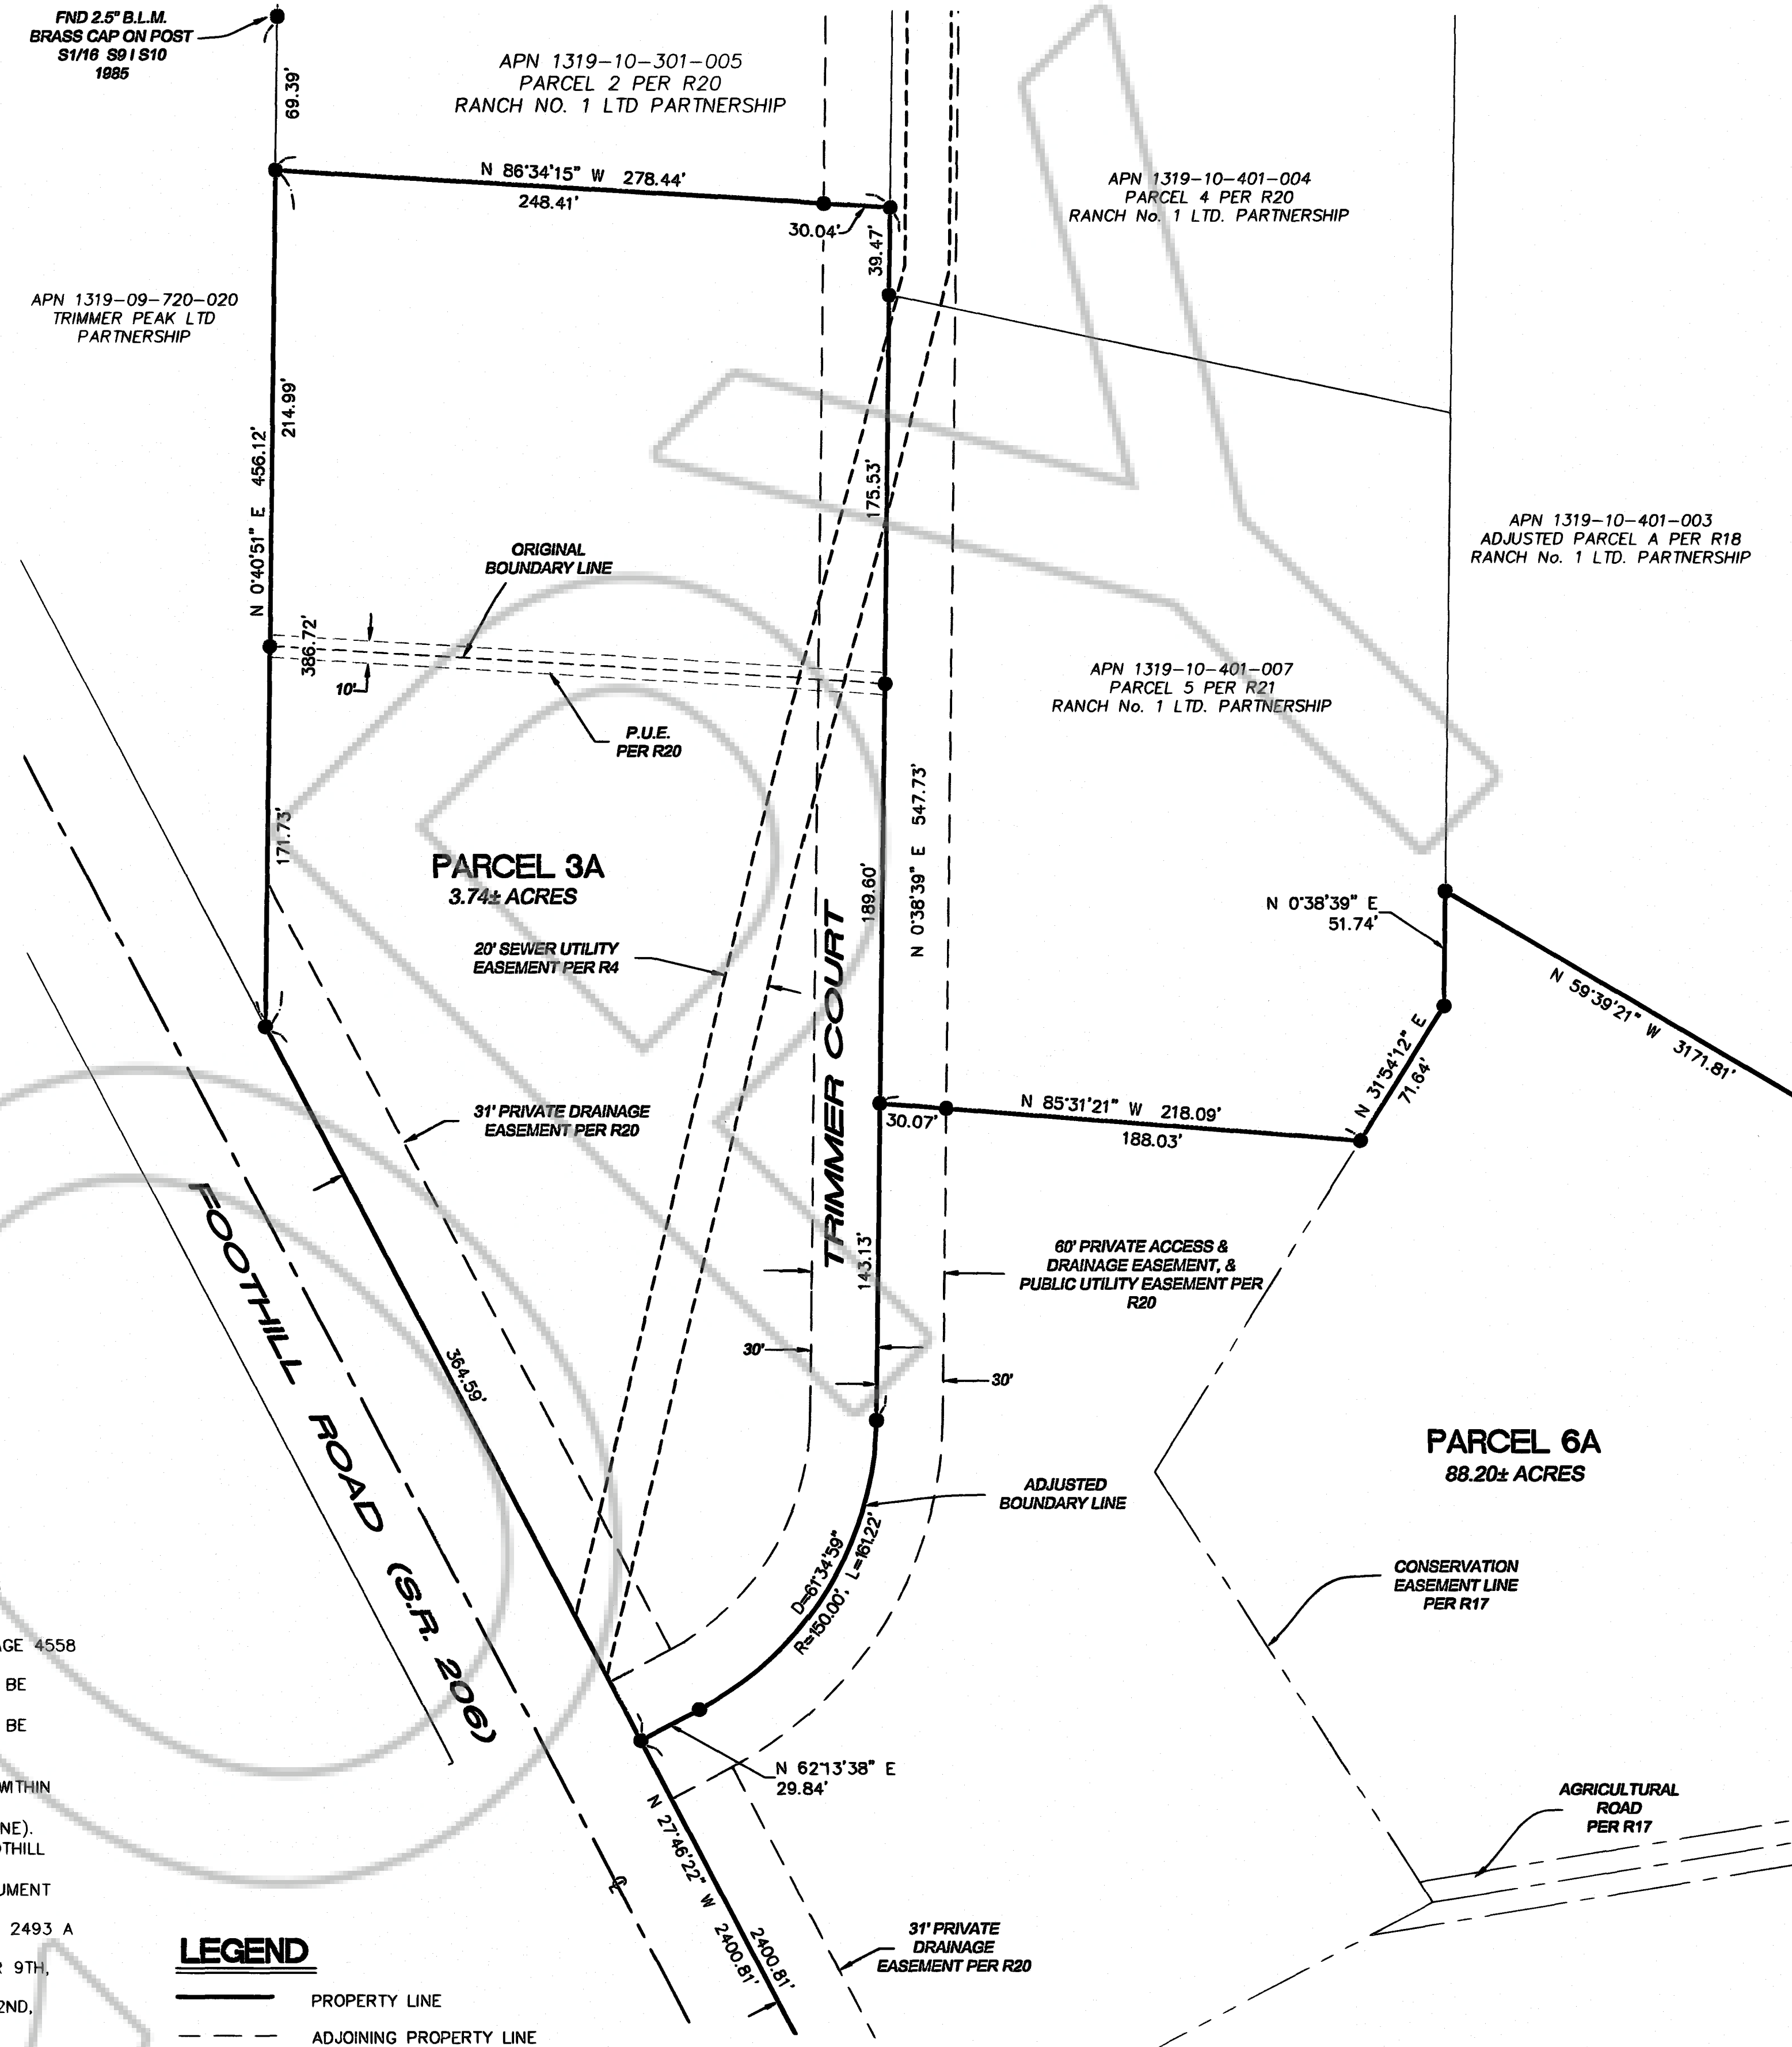 FND 2.5" B.L.M.
BRASS CAP ON POST
S1/16 S9 | S10
1985
69.39'
APN 1319-10-301-005
PARCEL 2 PER R20
RANCH NO. 1 LTD PARTNERSHIP
N 86°34'15" W 278.44'
248.41'
30.04'
39.47'
APN 1319-10-401-004
PARCEL 4 PER R20
RANCH No. 1 LTD. PARTNERSHIP
APN 1319-09-720-020
TRIMMER PEAK LTD
PARTNERSHIP
214.99'
N 0°40'51" E 456.12'
175.53'
APN 1319-10-401-003
ADJUSTED PARCEL A PER R18
RANCH No. 1 LTD. PARTNERSHIP
ORIGINAL
BOUNDARY LINE
386.72'
10'
P.U.E.
PER R20
APN 1319-10-401-007
PARCEL 5 PER R21
RANCH No. 1 LTD. PARTNERSHIP
171.73'
N 0°38'39" E 547.73'
PARCEL 3A
3.74± ACRES
189.60'
20' SEWER UTILITY
EASEMENT PER R4
TRIMMER COURT
N 0°38'39" E
51.74'
N 59°39'21" W 3171.81'
N 31°54'12" E
71.64'
N 85°31'21" W 218.09'
30.07'
188.03'
31' PRIVATE DRAINAGE
EASEMENT PER R20
143.13'
60' PRIVATE ACCESS &
DRAINAGE EASEMENT, &
PUBLIC UTILITY EASEMENT PER
R20
30'
30'
364.59'
FOOTHILL ROAD (S.R. 206)
PARCEL 6A
88.20± ACRES
ADJUSTED
BOUNDARY LINE
D=61°34'59"
R=150.00', L=161.22'
CONSERVATION
EASEMENT LINE
PER R17
N 62°13'38" E
29.84'
AGRICULTURAL
ROAD
PER R17
N 27°46'22" W 2400.81'
2400.81'
31' PRIVATE
DRAINAGE
EASEMENT PER R20
AGE 4558
BE
BE
WITHIN
NE).
OTHILL
UMENT
2493 A
R 9TH,
2ND,
LEGEND
PROPERTY LINE
ADJOINING PROPERTY LINE